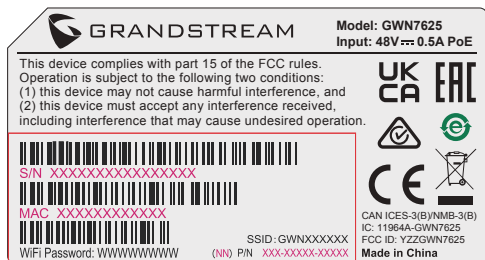 GRANDSTREAM
Model: GWN7625
Input: 48V⎓0.5A PoE
This device complies with part 15 of the FCC rules.
Operation is subject to the following two conditions:
(1) this device may not cause harmful interference, and
(2) this device must accept any interference received,
including interference that may cause undesired operation.
UK
CA
EAC
e
CE
S/N XXXXXXXXXXXXXXXX
MAC XXXXXXXXXXXX
SSID:GWNXXXXXX
WiFi Password: WWWWWWWWW
(NN) P/N XXX-XXXXX-XXXXX
CAN ICES-3(B)/NMB-3(B)
IC: 11964A-GWN7625
FCC ID: YZZGWN7625
Made in China